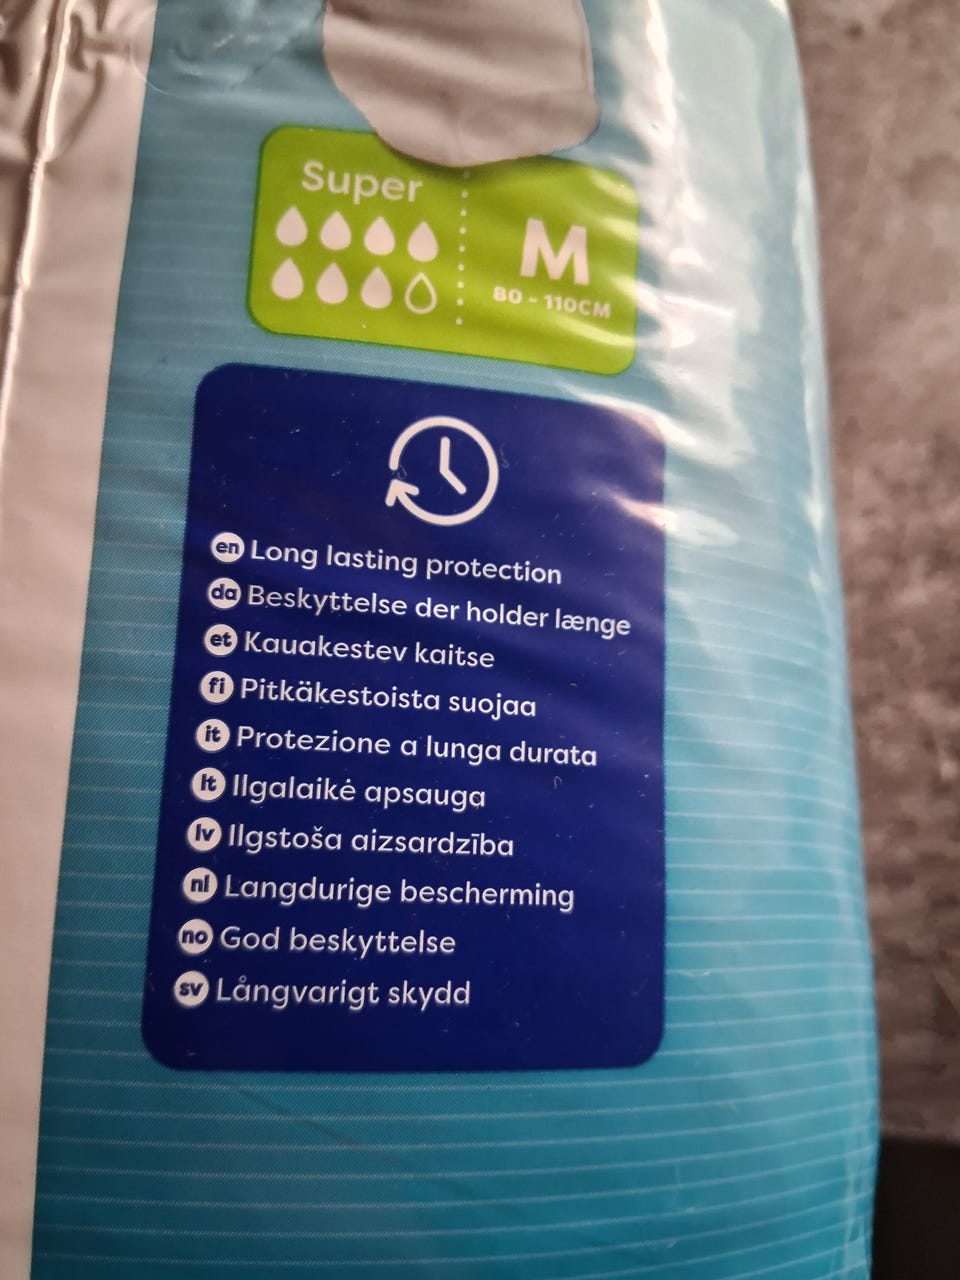 Super
M
80 - 110CM
en Long lasting protection
da Beskyttelse der holder længe
et Kauakestev kaitse
fi Pitkäkestoista suojaa
it Protezione a lunga durata
lt Ilgalaikė apsauga
lv Ilgstoša aizsardzība
nl Langdurige bescherming
no God beskyttelse
sv Långvarigt skydd